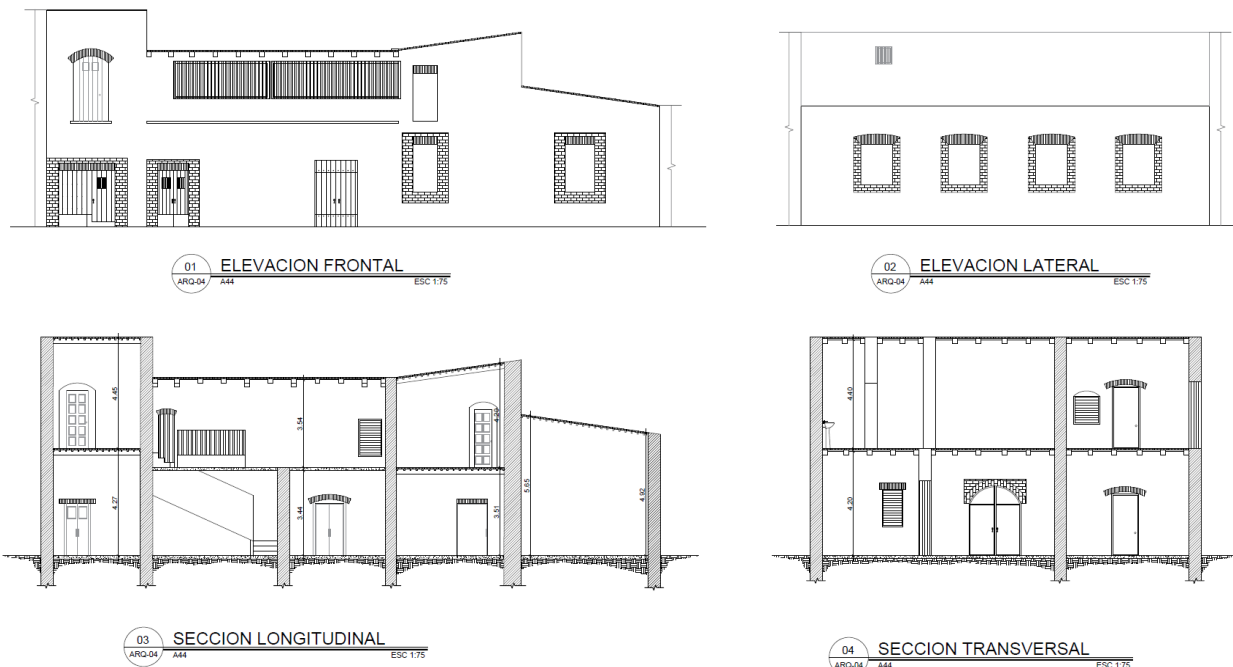 01 ELEVACION FRONTAL
ARQ-04 A44 ESC 1:75
02 ELEVACION LATERAL
ARQ-04 A44 ESC 1:75
4.45
4.27
3.54
3.44
4.20
3.51
5.65
4.92
4.40
4.20
03 SECCION LONGITUDINAL
ARQ-04 A44 ESC 1:75
04 SECCION TRANSVERSAL
ARQ-04 A44 ESC 1:75